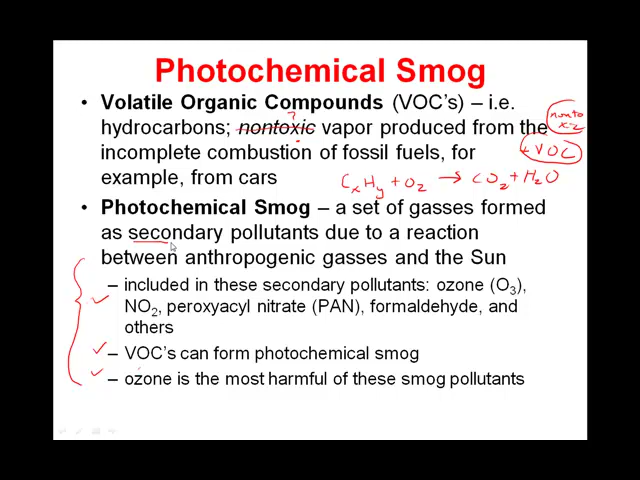 Photochemical Smog
• Volatile Organic Compounds (VOC's) – i.e.
hydrocarbons; nontoxic vapor produced from the
incomplete combustion of fossil fuels, for
example, from cars
?
nonto
+ VOC
CxHy + O2 → CO2 + H2O
• Photochemical Smog – a set of gasses formed
as secondary pollutants due to a reaction
between anthropogenic gasses and the Sun
– included in these secondary pollutants: ozone (O3),
NO2, peroxyacyl nitrate (PAN), formaldehyde, and
others
– VOC's can form photochemical smog
– ozone is the most harmful of these smog pollutants